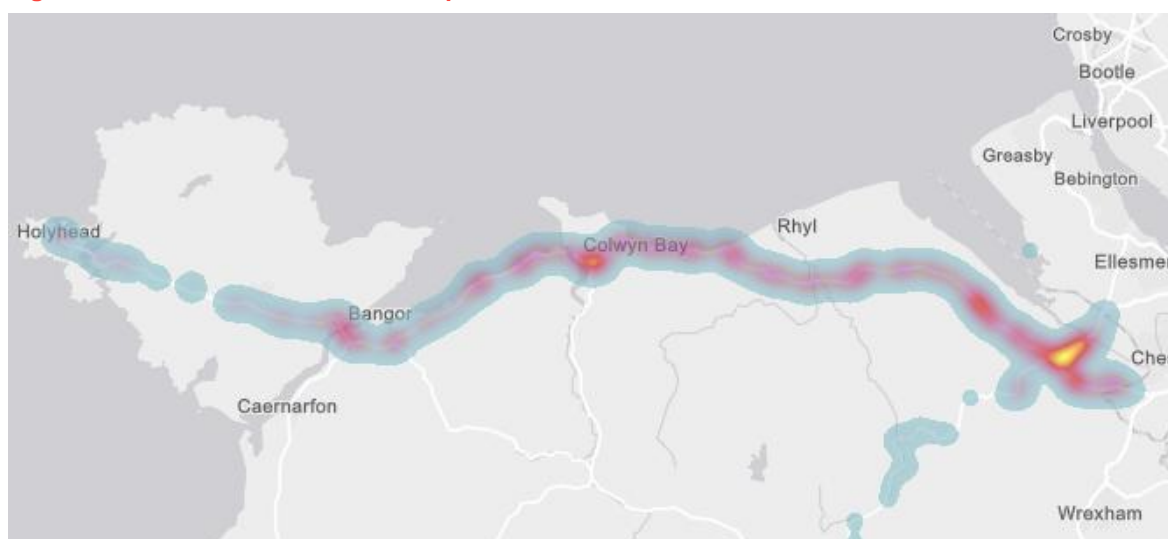 Crosby
Bootle
Liverpool
Greasby
Bebington
Rhyl
Holyhead
Colwyn Bay
Ellesme
Bangor
Che
Caernarfon
Wrexham